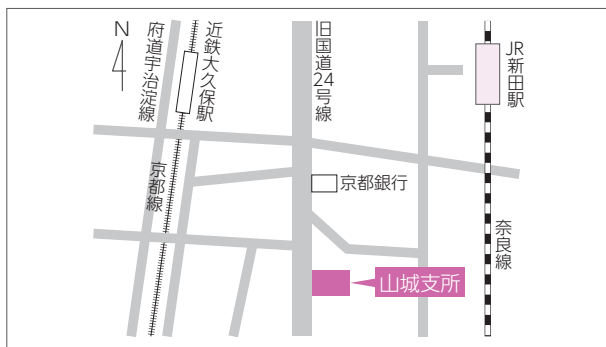 N
府道宇治淀線
近鉄大久保駅
旧国道24号線
JR新田駅
京都線
京都銀行
奈良線
山城支所